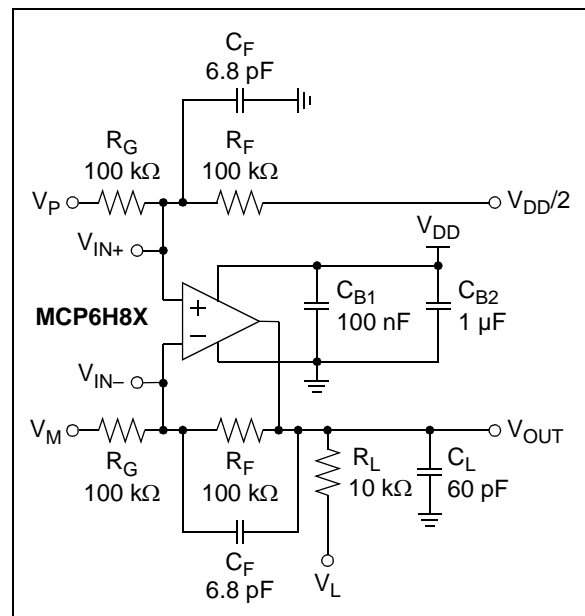 C_F
6.8 pF
R_G
100 kΩ
R_F
100 kΩ
V_P
V_DD/2
V_IN+
V_DD
MCP6H8X
+
−
C_B1
100 nF
C_B2
1 µF
V_IN−
V_M
V_OUT
R_G
100 kΩ
R_F
100 kΩ
R_L
10 kΩ
C_L
60 pF
C_F
6.8 pF
V_L